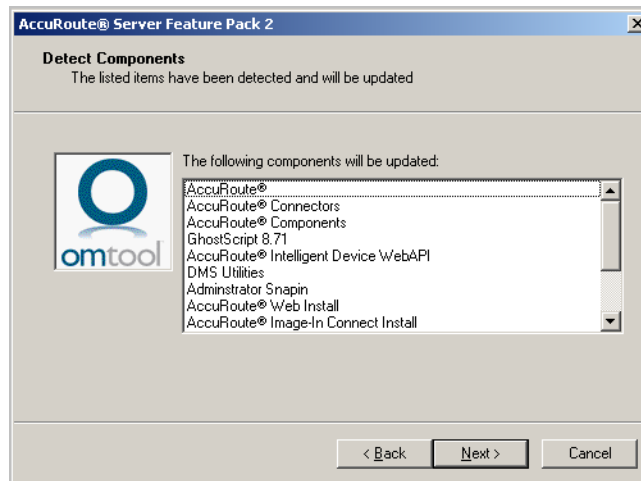 AccuRoute® Server Feature Pack 2
Detect Components
The listed items have been detected and will be updated
omtool
The following components will be updated:
AccuRoute®
AccuRoute® Connectors
AccuRoute® Components
GhostScript 8.71
AccuRoute® Intelligent Device WebAPI
DMS Utilities
Adminstrator Snapin
AccuRoute® Web Install
AccuRoute® Image-In Connect Install
< Back
Next >
Cancel